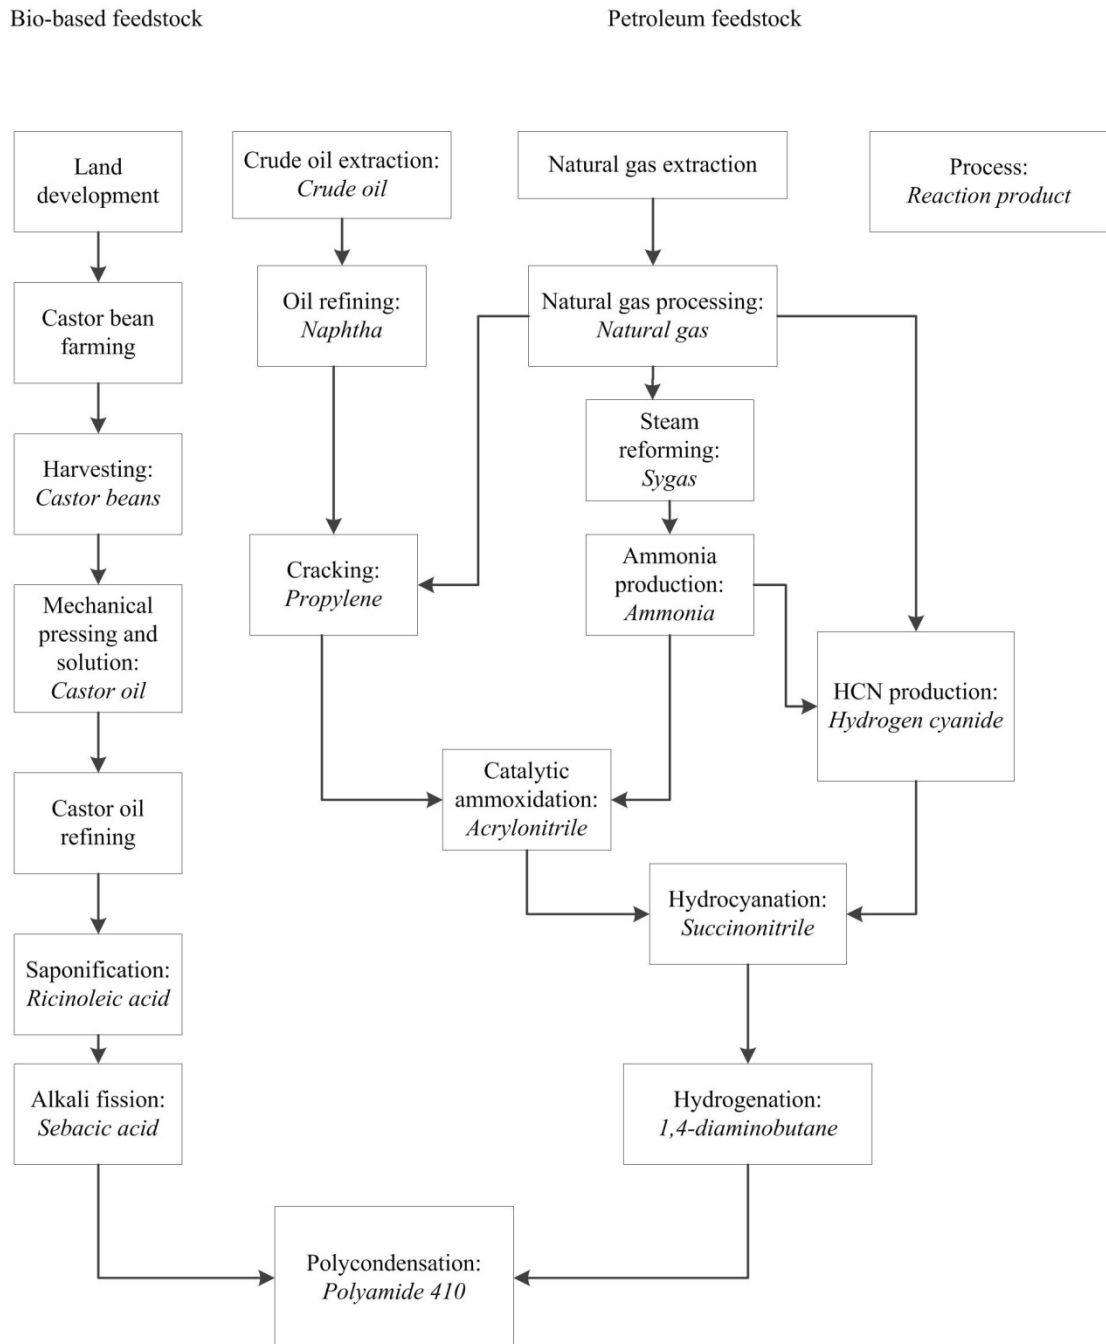 Bio-based feedstock
Petroleum feedstock
Land
development
Crude oil extraction:
Crude oil
Natural gas extraction
Process:
Reaction product
Castor bean
farming
Oil refining:
Naphtha
Natural gas processing:
Natural gas
Steam
reforming:
Sygas
Harvesting:
Castor beans
Cracking:
Propylene
Ammonia
production:
Ammonia
Mechanical
pressing and
solution:
Castor oil
HCN production:
Hydrogen cyanide
Castor oil
refining
Catalytic
ammoxidation:
Acrylonitrile
Hydrocyanation:
Succinonitrile
Saponification:
Ricinoleic acid
Alkali fission:
Sebacic acid
Hydrogenation:
1,4-diaminobutane
Polycondensation:
Polyamide 410